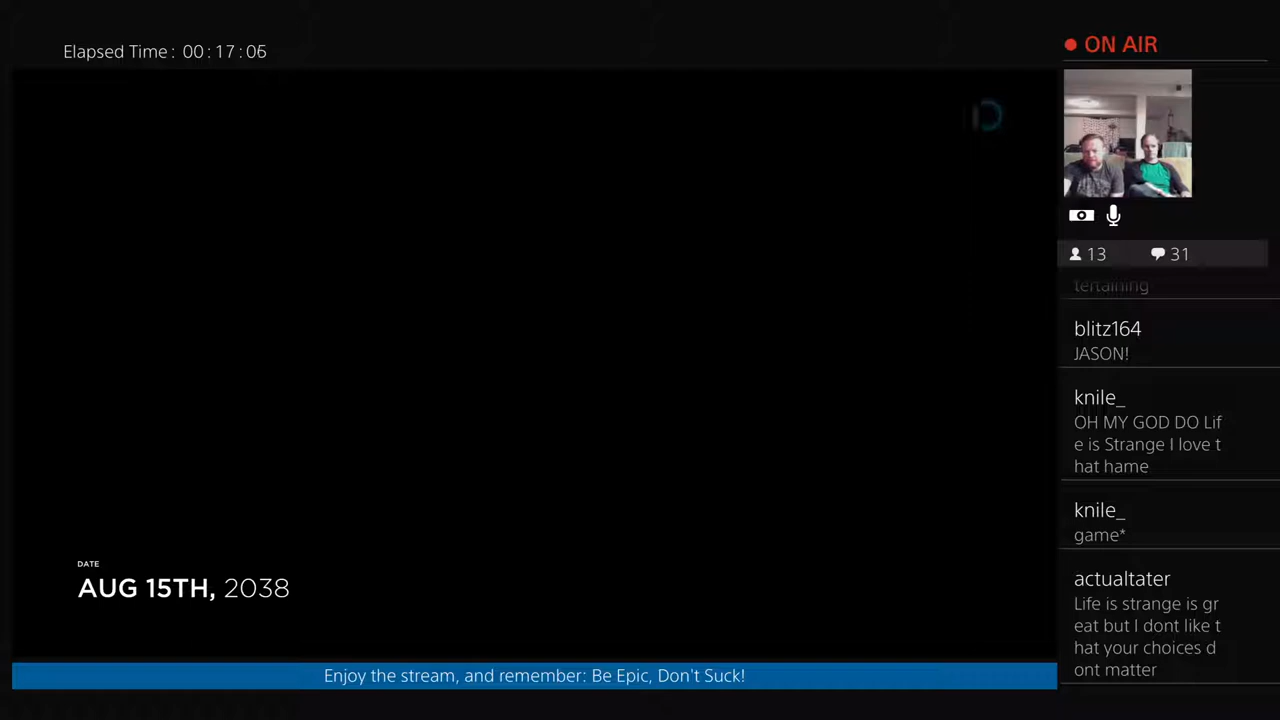 Elapsed Time: 00:17:05
ON AIR
13
31
tertaining
blitz164
JASON!
knile_
OH MY GOD DO Lif
e is Strange I love t
hat hame
knile_
game*
actualtater
Life is strange is gr
eat but I dont like t
hat your choices d
ont matter
DATE
AUG 15TH, 2038
Enjoy the stream, and remember: Be Epic, Don't Suck!